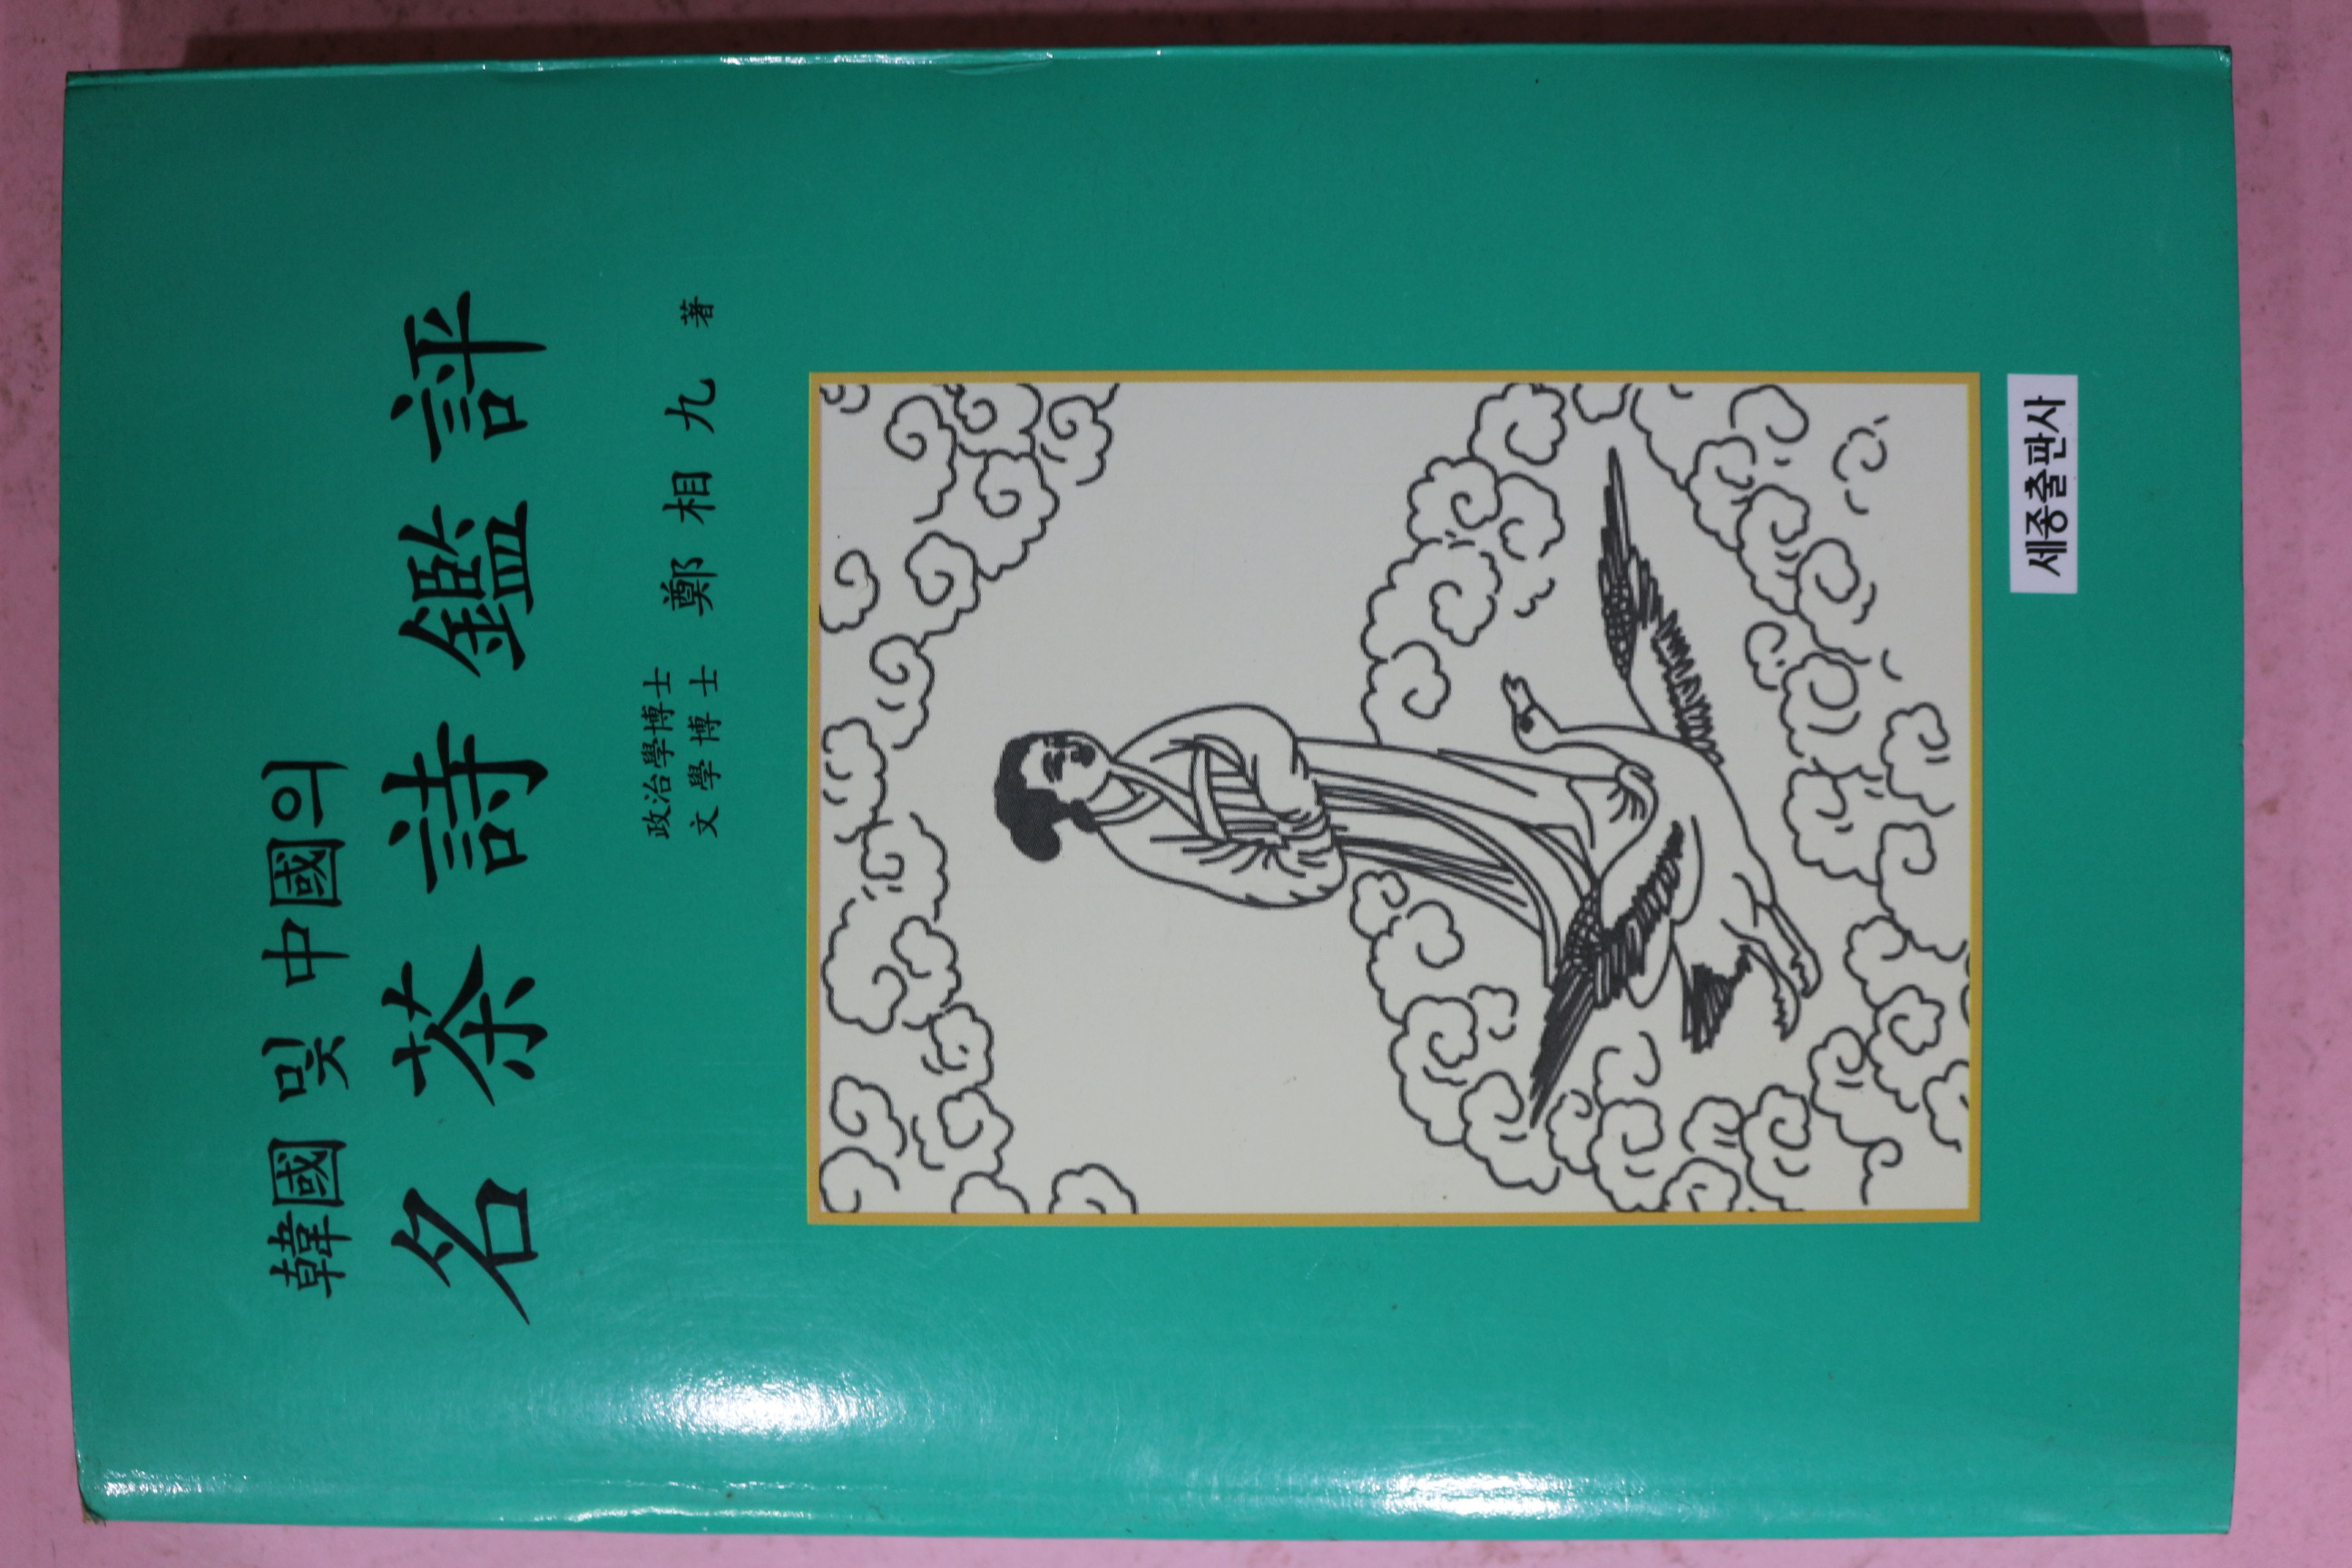 韓國 및 中國의
名茶詩鑑評
政治學博士
文學博士 鄭相九 著
세종출판사